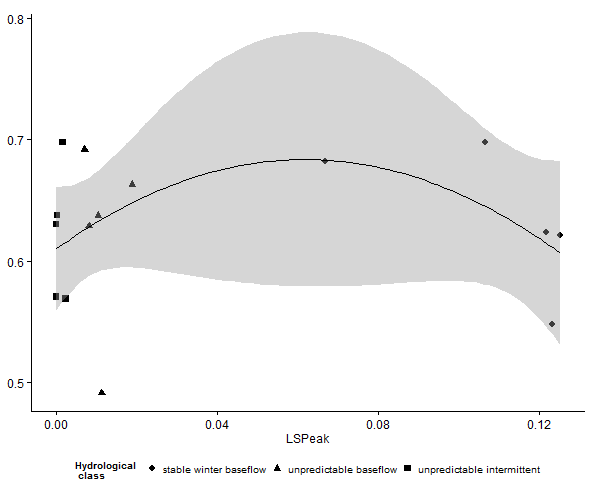 0.8
0.7
0.6
0.5
0.00 0.04 0.08 0.12
LSPeak
Hydrological
class
stable winter baseflow unpredictable baseflow unpredictable intermittent